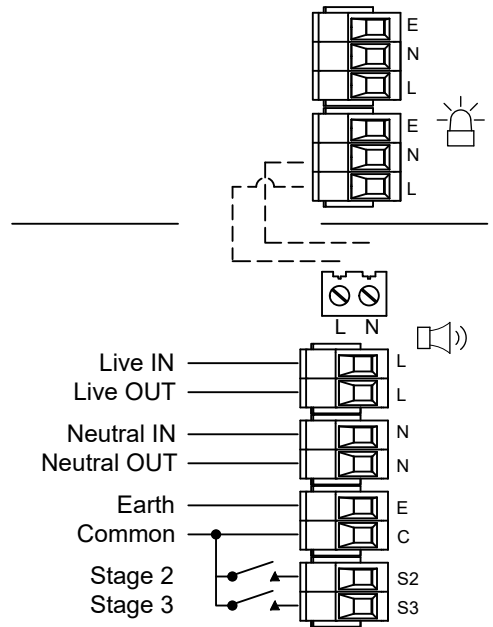 E
N
L
E
N
L
L N
Live IN L
Live OUT L
Neutral IN N
Neutral OUT N
Earth E
Common C
Stage 2 S2
Stage 3 S3